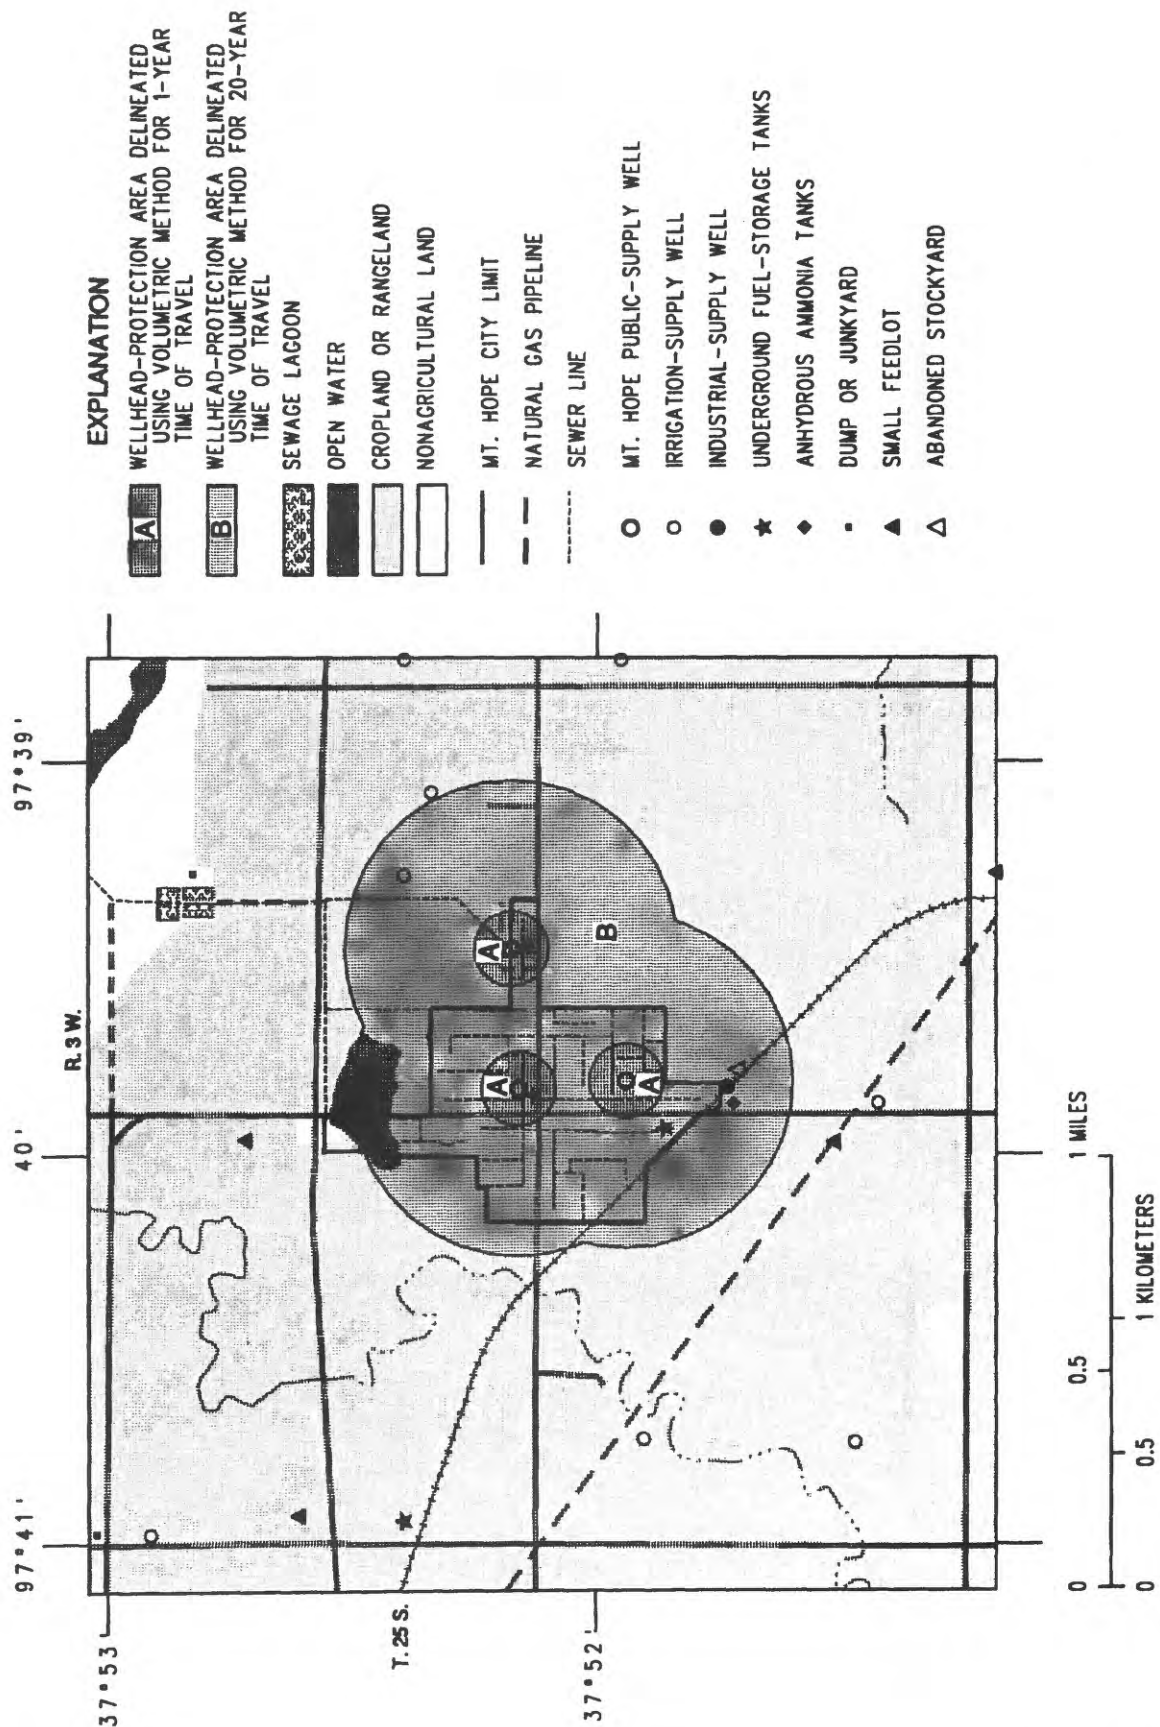 97°41'
40'
R. 3 W.
97°39'
37°53'
T. 25 S.
37°52'
A
A
A
B
0 0.5 1 MILES
0 0.5 1 KILOMETERS
EXPLANATION
A
WELLHEAD-PROTECTION AREA DELINEATED
USING VOLUMETRIC METHOD FOR 1-YEAR
TIME OF TRAVEL
B
WELLHEAD-PROTECTION AREA DELINEATED
USING VOLUMETRIC METHOD FOR 20-YEAR
TIME OF TRAVEL
SEWAGE LAGOON
OPEN WATER
CROPLAND OR RANGELAND
NONAGRICULTURAL LAND
MT. HOPE CITY LIMIT
NATURAL GAS PIPELINE
SEWER LINE
MT. HOPE PUBLIC-SUPPLY WELL
IRRIGATION-SUPPLY WELL
INDUSTRIAL-SUPPLY WELL
UNDERGROUND FUEL-STORAGE TANKS
ANHYDROUS AMMONIA TANKS
DUMP OR JUNKYARD
SMALL FEEDLOT
ABANDONED STOCKYARD